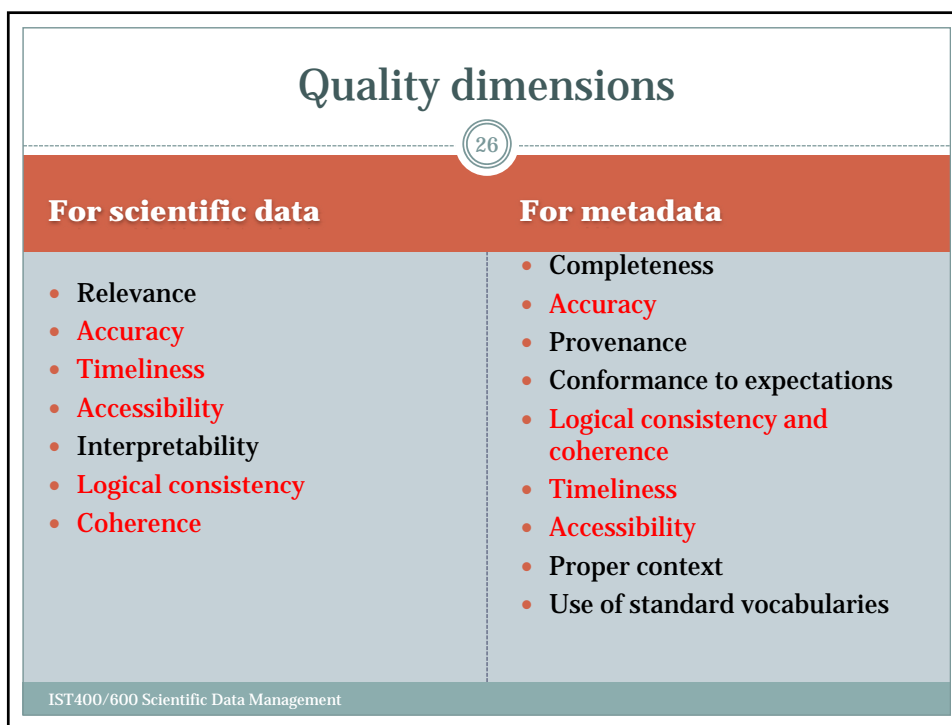 Quality dimensions
26
For scientific data
• Relevance
• Accuracy
• Timeliness
• Accessibility
• Interpretability
• Logical consistency
• Coherence
For metadata
• Completeness
• Accuracy
• Provenance
• Conformance to expectations
• Logical consistency and
coherence
• Timeliness
• Accessibility
• Proper context
• Use of standard vocabularies
IST400/600 Scientific Data Management